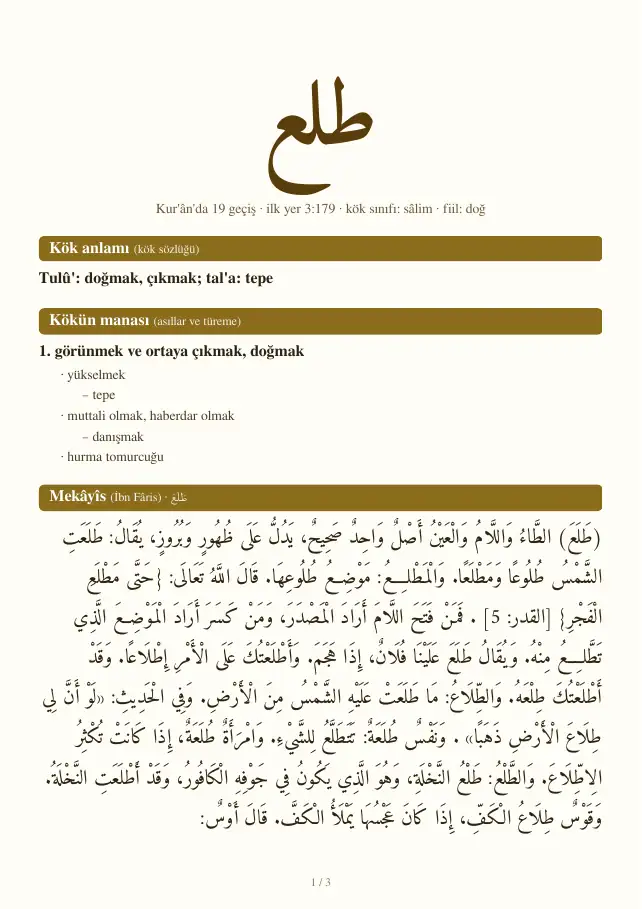 طلع
Kur'ân'da 19 geçiş · ilk yer 3:179 · kök sınıfı: sâlim · fiil: doğ
Kök anlamı (kök sözlüğü)
Tulû': doğmak, çıkmak; tal'a: tepe
Kökün manası (asıllar ve türeme)
1. görünmek ve ortaya çıkmak, doğmak
· yükselmek
– tepe
· muttali olmak, haberdar olmak
– danışmak
· hurma tomurcuğu
Mekâyîs (İbn Fâris) · طَلَعَ
(طَلَعَ) الطَّاءُ وَاللَّامُ وَالْعَيْنُ أَصْلٌ وَاحِدٌ صَحِيحٌ، يَدُلُّ عَلَى ظُهُورٍ وَبُرُوزٍ، يُقَالُ: طَلَعَتِ
الشَّمْسُ طُلُوعًا وَمَطْلَعًا. وَالْمَطْلِعُ: مَوْضِعُ طُلُوعِهَا. قَالَ اللَّهُ تَعَالَى: {حَتَّى مَطْلَعِ
الْفَجْرِ} [القدر: 5] . فَمَنْ فَتَحَ اللَّامَ أَرَادَ الْمَصْدَرَ، وَمَنْ كَسَرَ أَرَادَ الْمَوْضِعَ الَّذِي
تَطْلُعُ مِنْهُ. وَيُقَالُ طَلَعَ عَلَيْنَا فُلَانٌ، إِذَا هَجَمَ. وَأَطْلَعْتُكَ عَلَى الْأَمْرِ إِطْلَاعًا. وَقَدْ
أَطْلَعْتُكَ طِلْعَهُ. وَالطِّلَاعُ: مَا طَلَعَتْ عَلَيْهِ الشَّمْسُ مِنَ الْأَرْضِ. وَفِي الْحَدِيثِ: «لَوْ أَنَّ لِي
طِلَاعَ الْأَرْضِ ذَهَبًا» . وَنَفْسٌ طُلَعَةٌ: تَتَطَلَّعُ لِلشَّيْءِ. وَامْرَأَةٌ طُلَعَةٌ، إِذَا كَانَتْ تُكْثِرُ
الِاطِّلَاعَ. وَالطَّلْعُ: طَلْعُ النَّخْلَةِ، وَهُوَ الَّذِي يَكُونُ فِي جَوْفِهِ الْكَافُورُ، وَقَدْ أَطْلَعَتِ النَّخْلَةُ.
وَقَوْسٌ طِلَاعُ الْكَفِّ، إِذَا كَانَ عَجْسُهَا يَمْلَأُ الْكَفَّ. قَالَ أَوْسٌ:
1 / 3